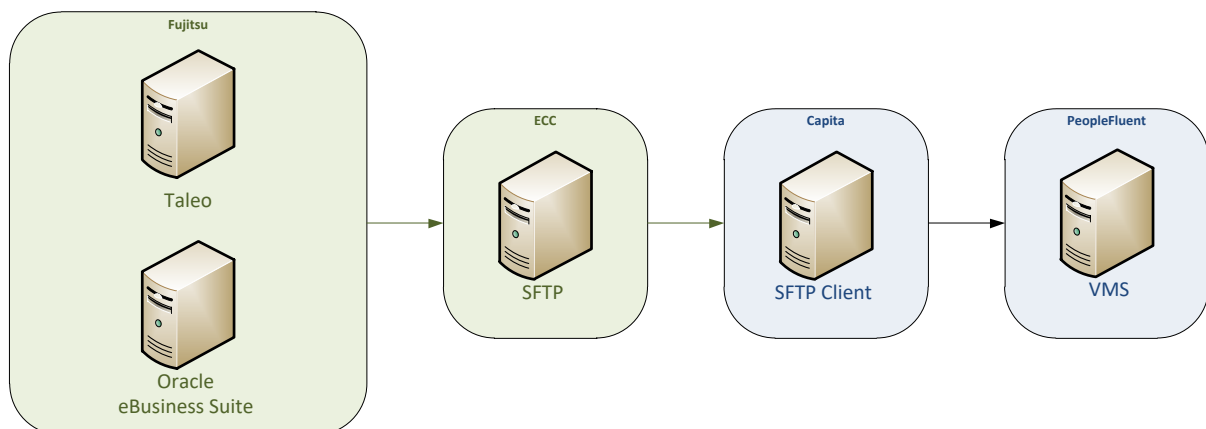 Fujitsu
Taleo
Oracle
eBusiness Suite
ECC
SFTP
Capita
SFTP Client
PeopleFluent
VMS